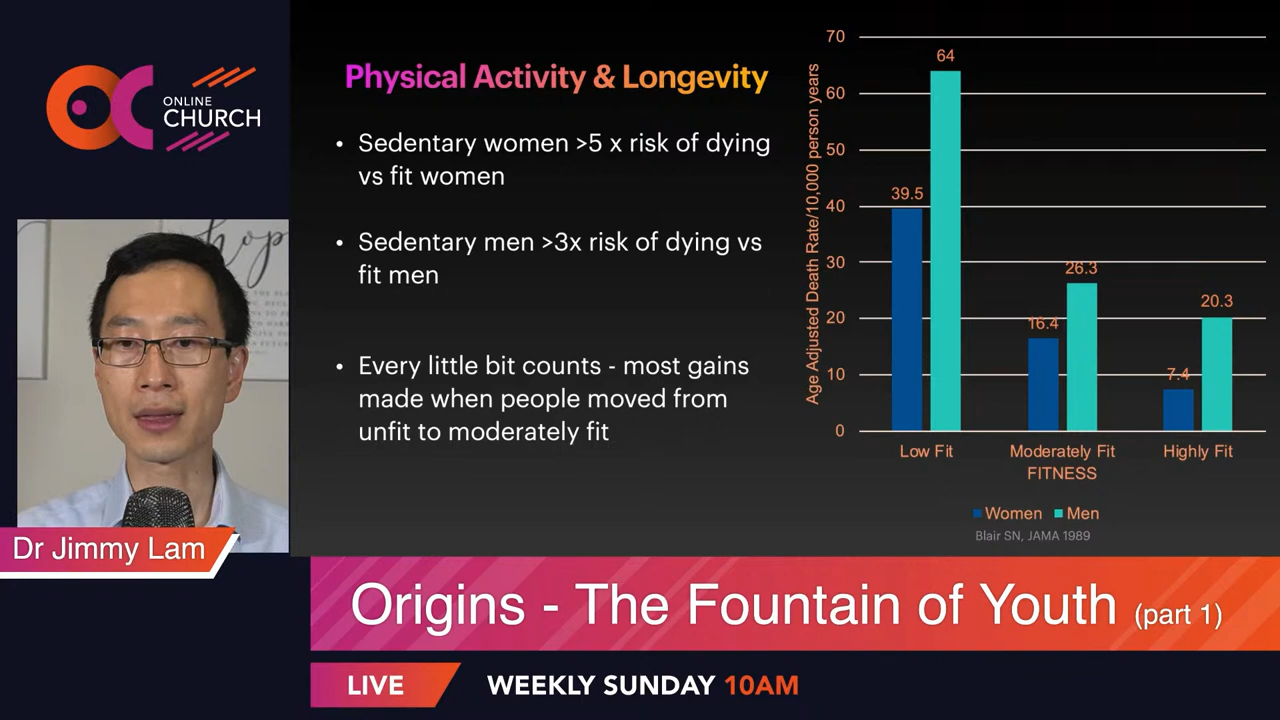 ONLINE
CHURCH
hop
Dr Jimmy Lam
Physical Activity & Longevity
• Sedentary women >5 x risk of dying
vs fit women
• Sedentary men >3x risk of dying vs
fit men
• Every little bit counts - most gains
made when people moved from
unfit to moderately fit
Age Adjusted Death Rate/10,000 person years
70
60
50
40
30
20
10
0
39.5
64
16.4
26.3
7.4
20.3
Low Fit
Moderately Fit
Highly Fit
FITNESS
Women
Men
Blair SN, JAMA 1989
Origins - The Fountain of Youth (part 1)
LIVE
WEEKLY SUNDAY 10AM